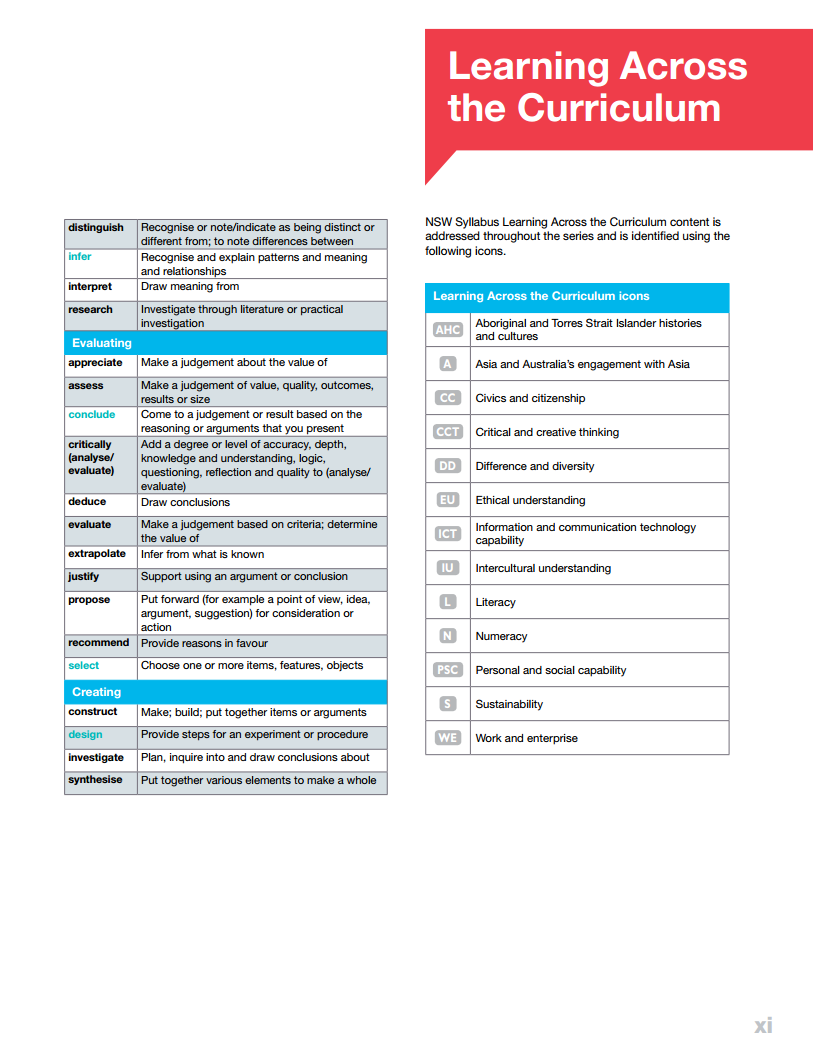 Learning Across
the Curriculum
distinguish Recognise or note/indicate as being distinct or
different from; to note differences between
infer Recognise and explain patterns and meaning
and relationships
interpret Draw meaning from
research Investigate through literature or practical
investigation
Evaluating
appreciate Make a judgement about the value of
assess Make a judgement of value, quality, outcomes,
results or size
conclude Come to a judgement or result based on the
reasoning or arguments that you present
critically Add a degree or level of accuracy, depth,
(analyse/ knowledge and understanding, logic,
evaluate) questioning, reflection and quality to (analyse/
evaluate)
deduce Draw conclusions
evaluate Make a judgement based on criteria; determine
the value of
extrapolate Infer from what is known
justify Support using an argument or conclusion
propose Put forward (for example a point of view, idea,
argument, suggestion) for consideration or
action
recommend Provide reasons in favour
select Choose one or more items, features, objects
Creating
construct Make; build; put together items or arguments
design Provide steps for an experiment or procedure
investigate Plan, inquire into and draw conclusions about
synthesise Put together various elements to make a whole
NSW Syllabus Learning Across the Curriculum content is
addressed throughout the series and is identified using the
following icons.
Learning Across the Curriculum icons
AHC Aboriginal and Torres Strait Islander histories
and cultures
A Asia and Australia's engagement with Asia
CC Civics and citizenship
CCT Critical and creative thinking
DD Difference and diversity
EU Ethical understanding
ICT Information and communication technology
capability
IU Intercultural understanding
L Literacy
N Numeracy
PSC Personal and social capability
S Sustainability
WE Work and enterprise
xi